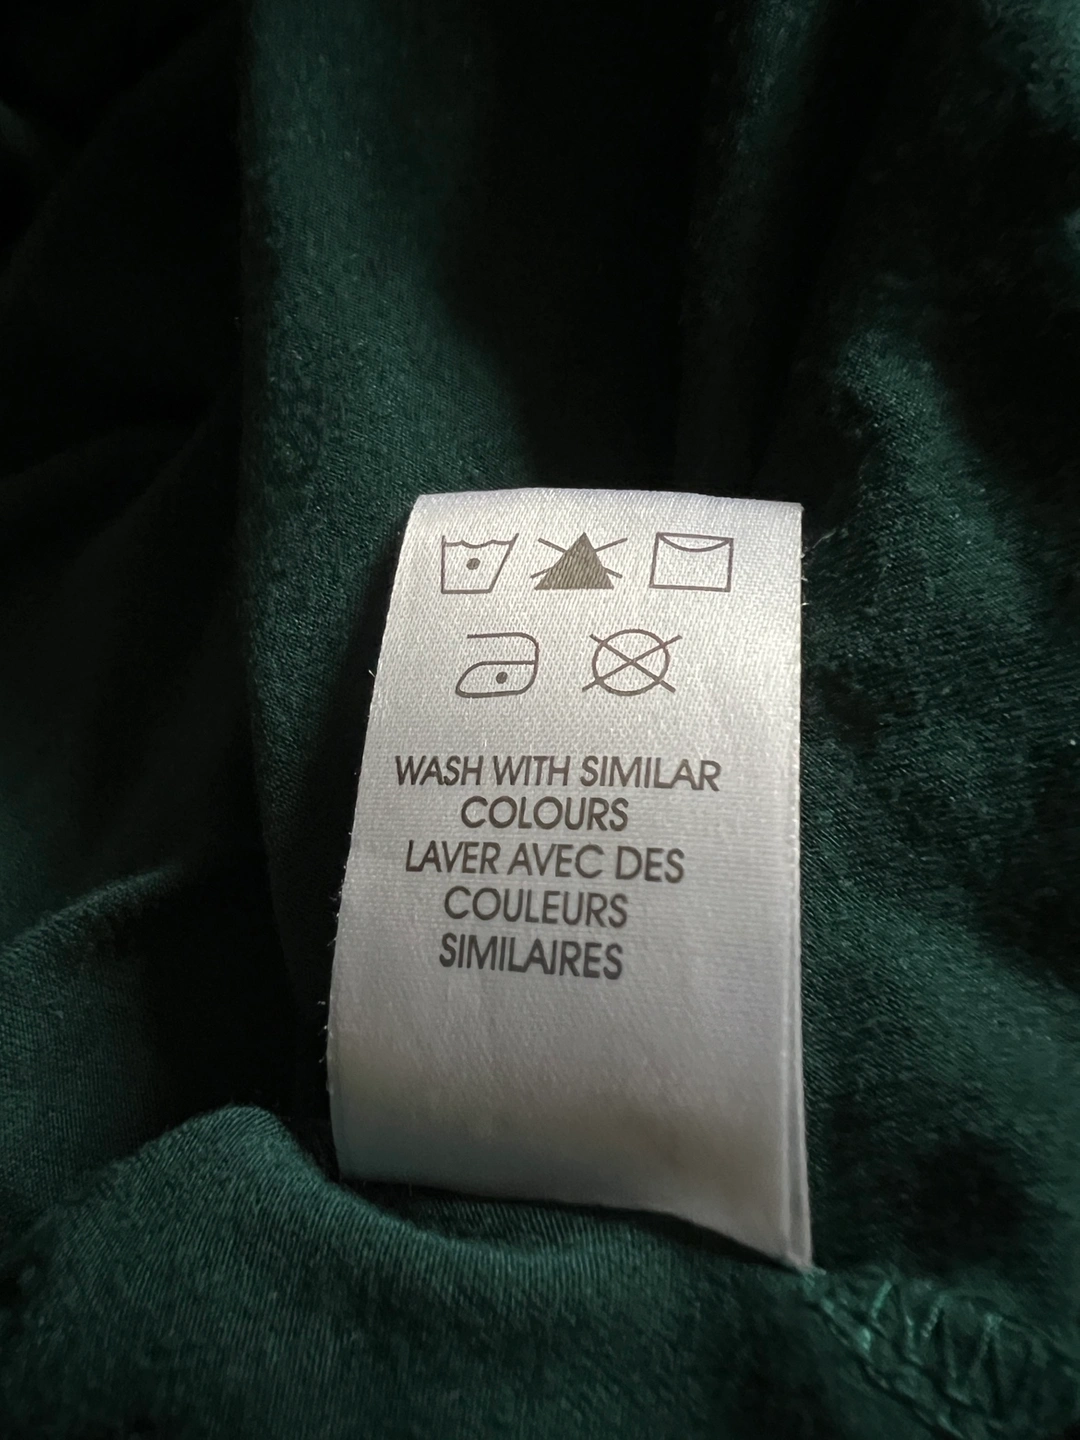 WASH WITH SIMILAR
COLOURS
LAVER AVEC DES
COULEURS
SIMILAIRES